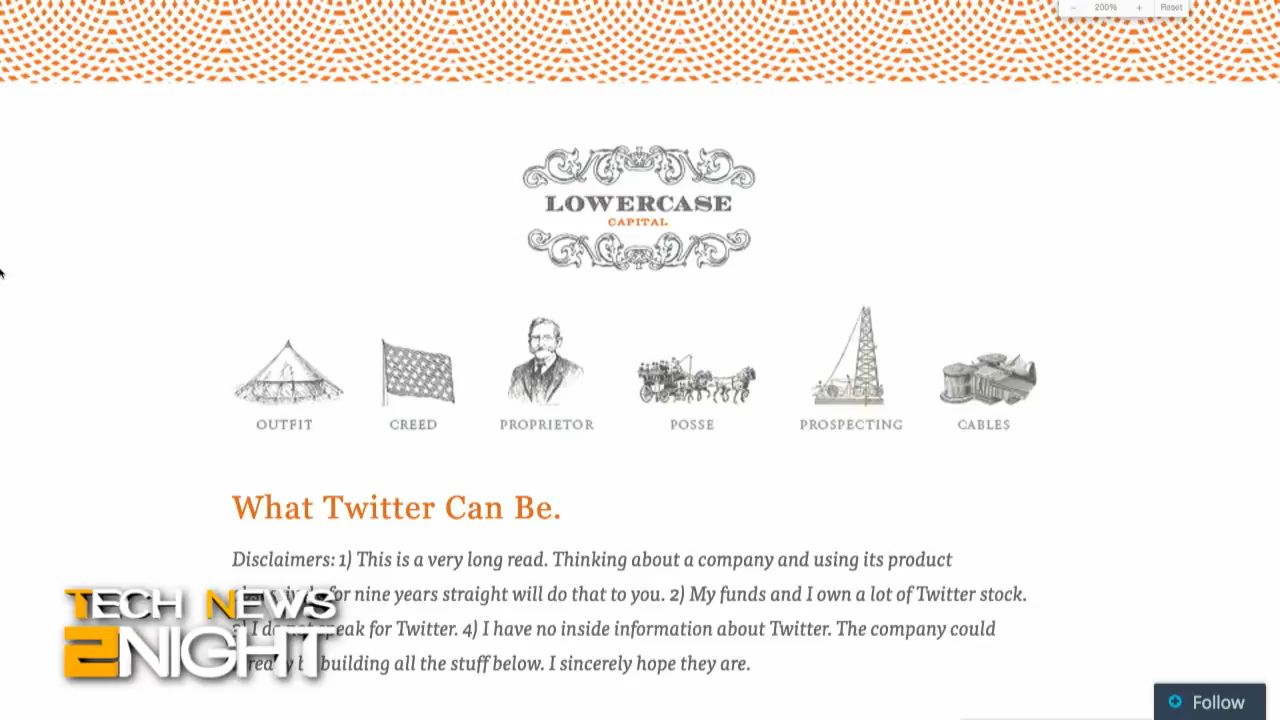 200%
Reset
LOWERCASE
CAPITAL
OUTFIT CREED PROPRIETOR POSSE PROSPECTING CABLES
What Twitter Can Be.
Disclaimers: 1) This is a very long read. Thinking about a company and using its product
for nine years straight will do that to you. 2) My funds and I own a lot of Twitter stock.
I do not speak for Twitter. 4) I have no inside information about Twitter. The company could
building all the stuff below. I sincerely hope they are.
TECH NEWS
2NIGHT
Follow